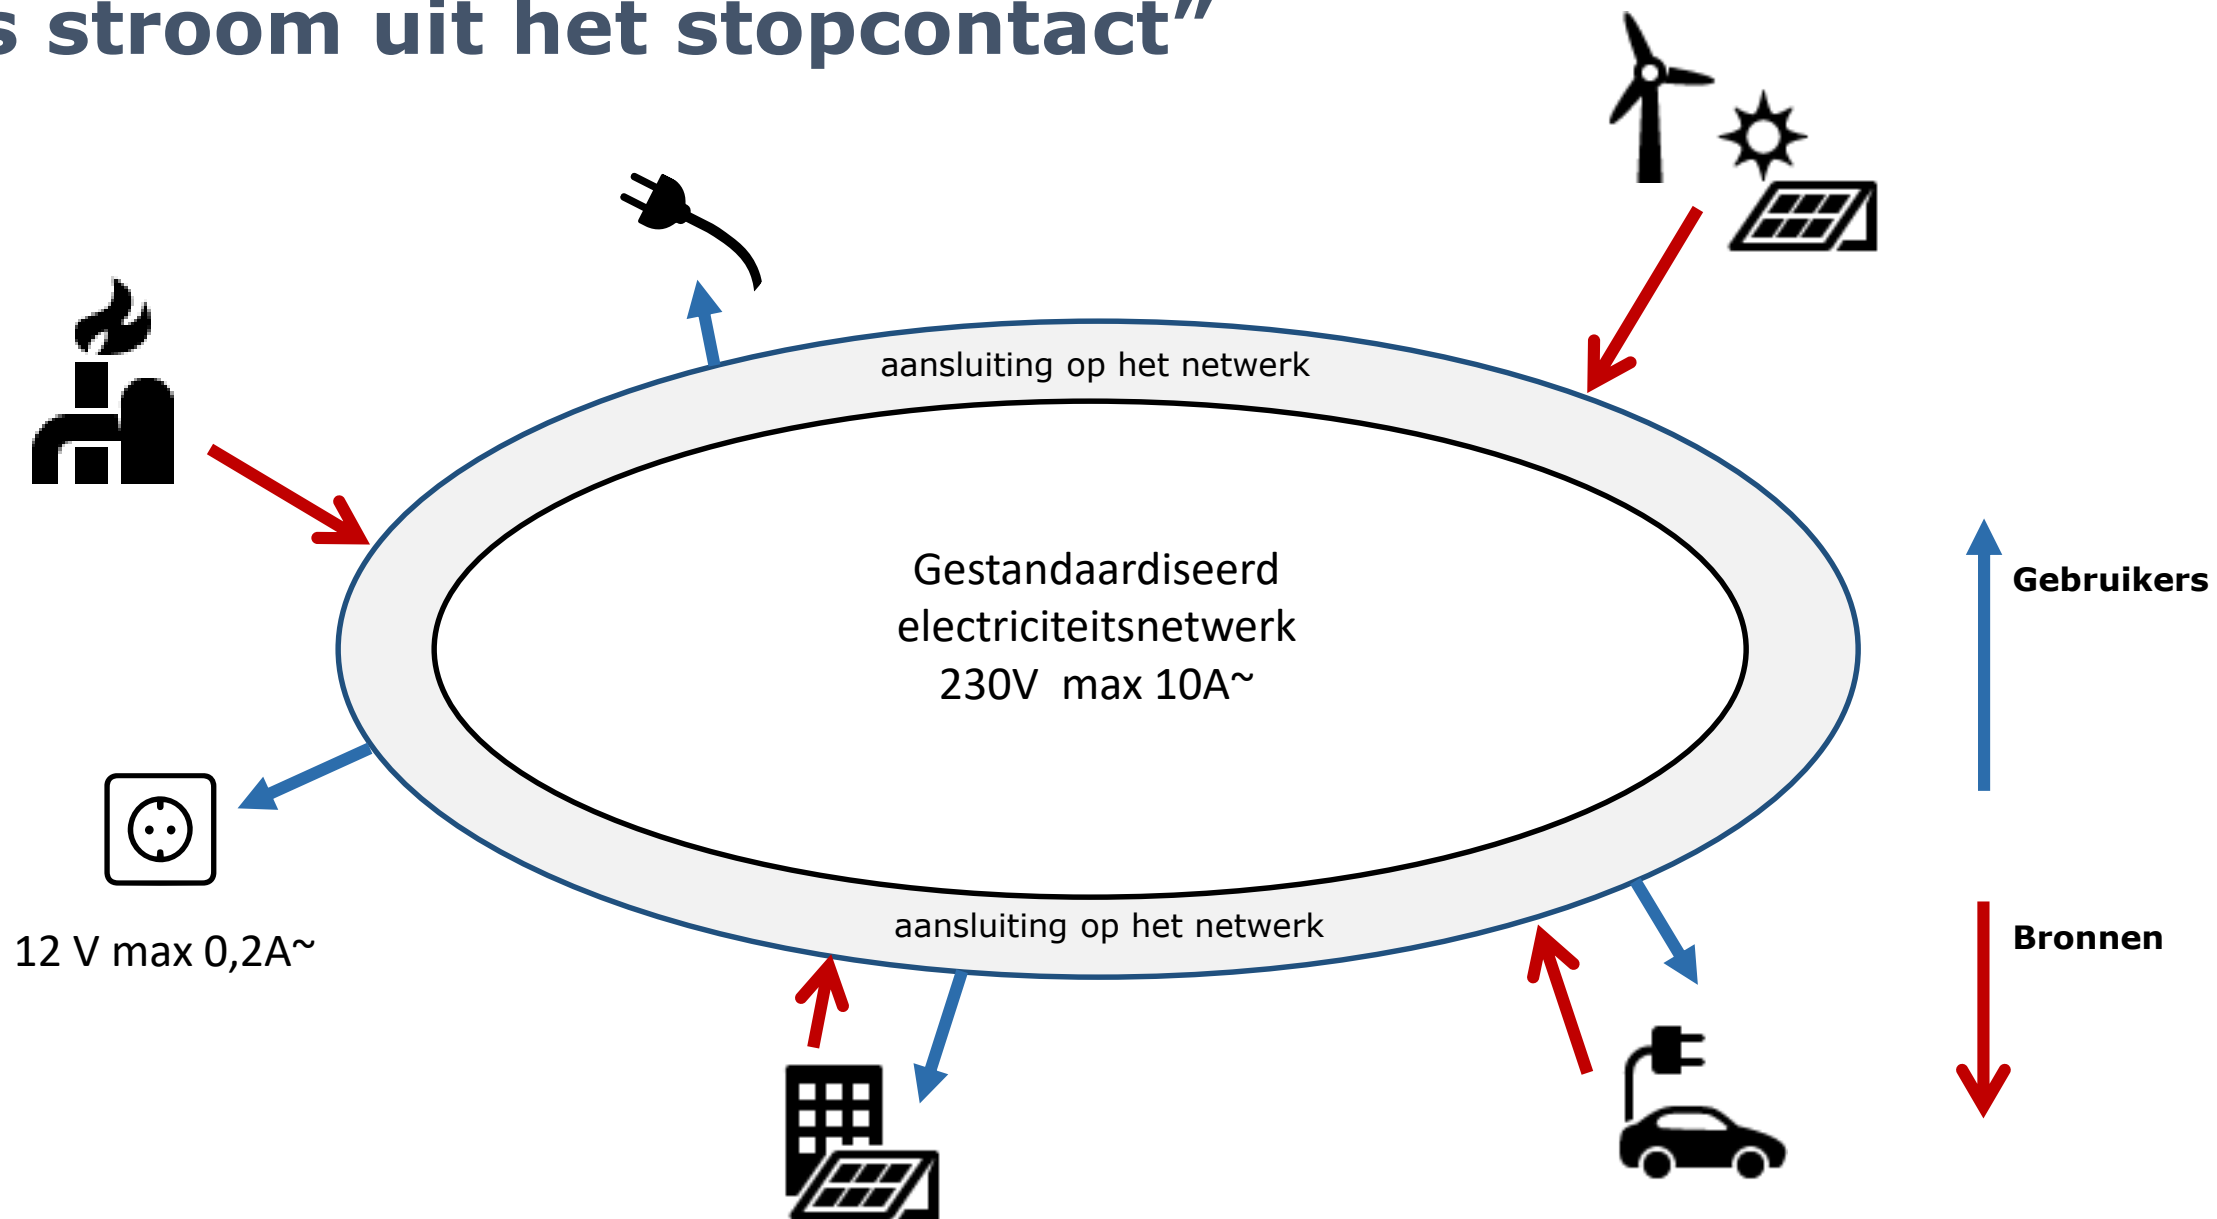 s stroom uit het stopcontact”
aansluiting op het netwerk
Gestandaardiseerd
electriciteitsnetwerk
230V  max 10A~
Gebruikers
12 V max 0,2A~
aansluiting op het netwerk
Bronnen